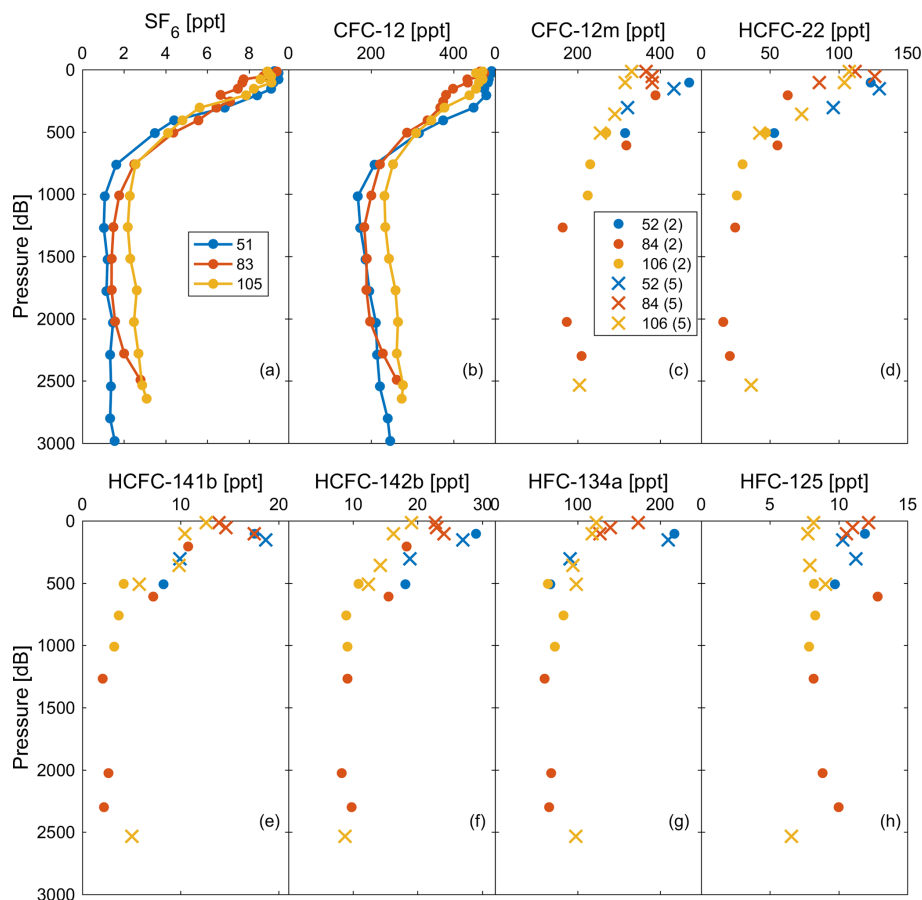 SF6 [ppt]
CFC-12 [ppt]
CFC-12m [ppt]
HCFC-22 [ppt]
0 2 4 6 8 10
0 200 400 0
200 400 0
50 100 150
0
500
1000
1500
2000
2500
3000
Pressure [dB]
51
83
105
52 (2)
84 (2)
106 (2)
52 (5)
84 (5)
106 (5)
(a)
(b)
(c)
(d)
HCFC-141b [ppt]
HCFC-142b [ppt]
HFC-134a [ppt]
HFC-125 [ppt]
0 10 20
10 20 30
100 200 0
5 10 15
0
500
1000
1500
2000
2500
3000
Pressure [dB]
(e)
(f)
(g)
(h)